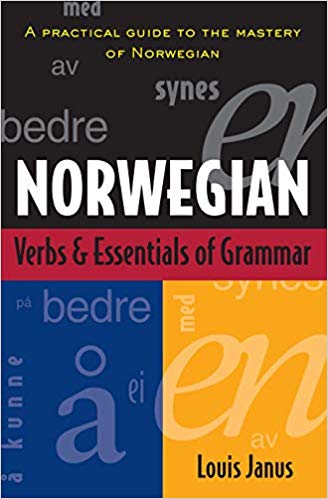 A PRACTICAL GUIDE TO THE MASTERY
OF NORWEGIAN
med
av
synes
bedre
en
NORWEGIAN
Verbs & Essentials of Grammar
synes
på
bedre
med
å
ei
en
å kunne
av
Louis Janus